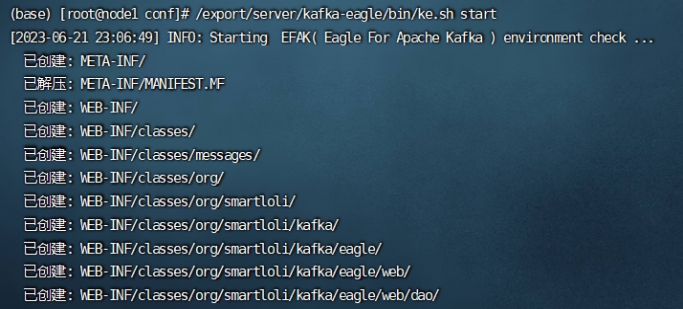 (base) [root@node1 conf]# /export/server/kafka-eagle/bin/ke.sh start
[2023-06-21 23:06:49] INFO: Starting  EFAK( Eagle For Apache Kafka ) environment check ...
已创建: META-INF/
已解压: META-INF/MANIFEST.MF
已创建: WEB-INF/
已创建: WEB-INF/classes/
已创建: WEB-INF/classes/messages/
已创建: WEB-INF/classes/org/
已创建: WEB-INF/classes/org/smartloli/
已创建: WEB-INF/classes/org/smartloli/kafka/
已创建: WEB-INF/classes/org/smartloli/kafka/eagle/
已创建: WEB-INF/classes/org/smartloli/kafka/eagle/web/
已创建: WEB-INF/classes/org/smartloli/kafka/eagle/web/dao/